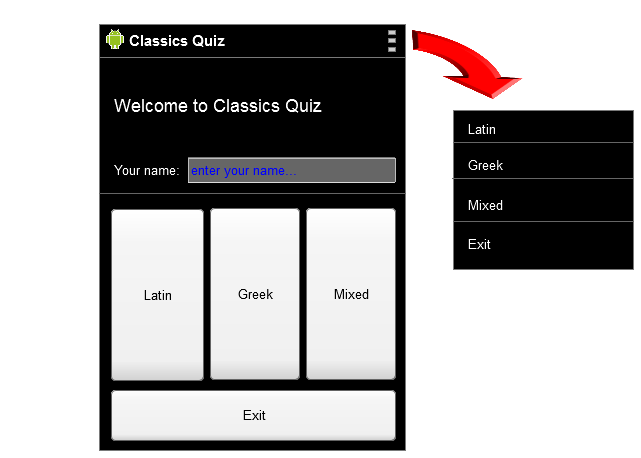 Classics Quiz
Welcome to Classics Quiz
Your name: enter your name...
Latin Greek Mixed
Exit
Latin
Greek
Mixed
Exit